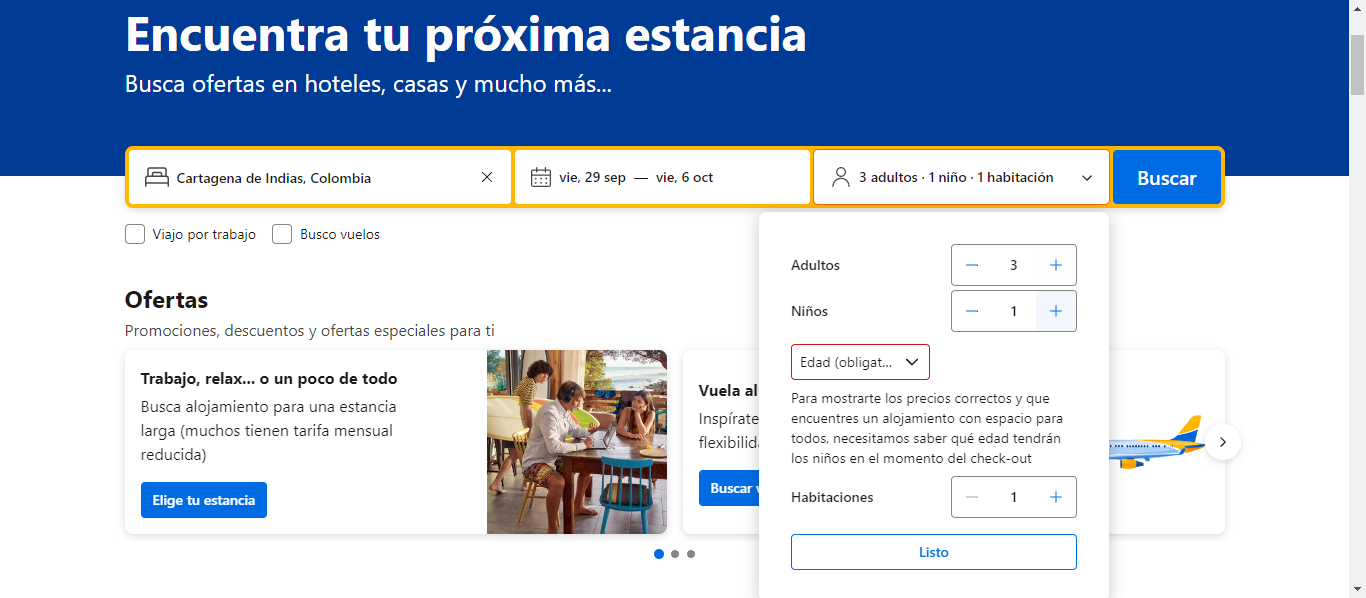 Encuentra tu próxima estancia
Busca ofertas en hoteles, casas y mucho más...
Cartagena de Indias, Colombia
vie, 29 sep — vie, 6 oct
3 adultos · 1 niño · 1 habitación
Buscar
Viajo por trabajo
Busco vuelos
Adultos
3
Niños
1
Edad (obligat...
Para mostrarte los precios correctos y que
encuentres un alojamiento con espacio para
todos, necesitamos saber qué edad tendrán
los niños en el momento del check-out
Habitaciones
1
Listo
Ofertas
Promociones, descuentos y ofertas especiales para ti
Trabajo, relax... o un poco de todo
Busca alojamiento para una estancia
larga (muchos tienen tarifa mensual
reducida)
Elige tu estancia
Vuela al
Inspírate
Buscar